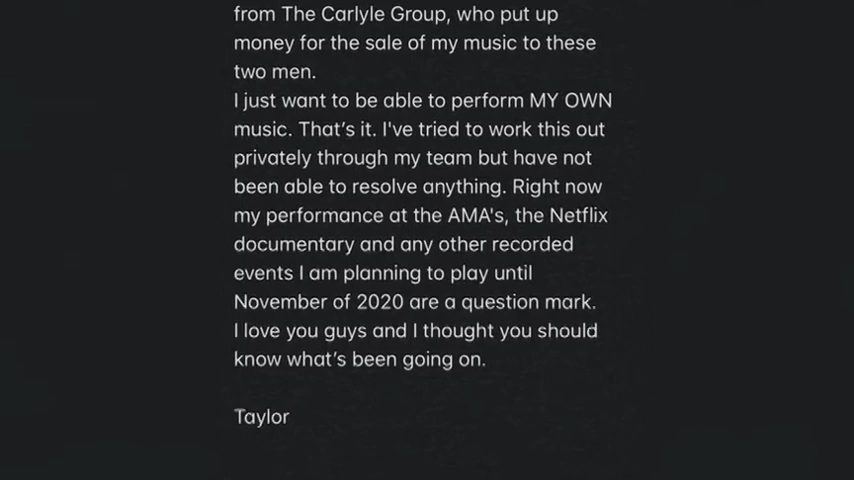 from The Carlyle Group, who put up
money for the sale of my music to these
two men.
I just want to be able to perform MY OWN
music. That’s it. I've tried to work this out
privately through my team but have not
been able to resolve anything. Right now
my performance at the AMA's, the Netflix
documentary and any other recorded
events I am planning to play until
November of 2020 are a question mark.
I love you guys and I thought you should
know what’s been going on.
Taylor